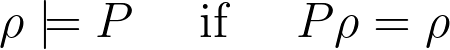 ρ ⊨ P if Pρ = ρ